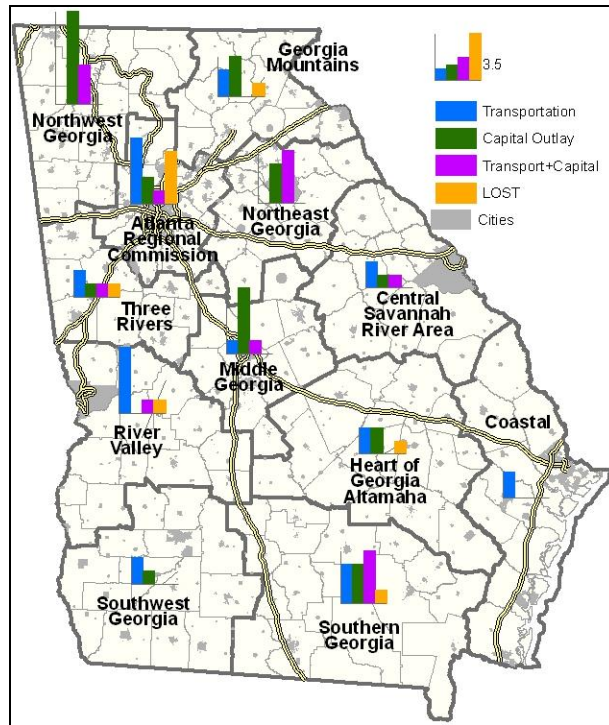 Georgia
Mountains
3.5
Transportation
Capital Outlay
Transport+Capital
LOST
Cities
Northwest
Georgia
Atlanta
Regional
Commission
Northeast
Georgia
Three
Rivers
Central
Savannah
River Area
Middle
Georgia
River
Valley
Coastal
Heart of
Georgia
Altamaha
Southwest
Georgia
Southern
Georgia